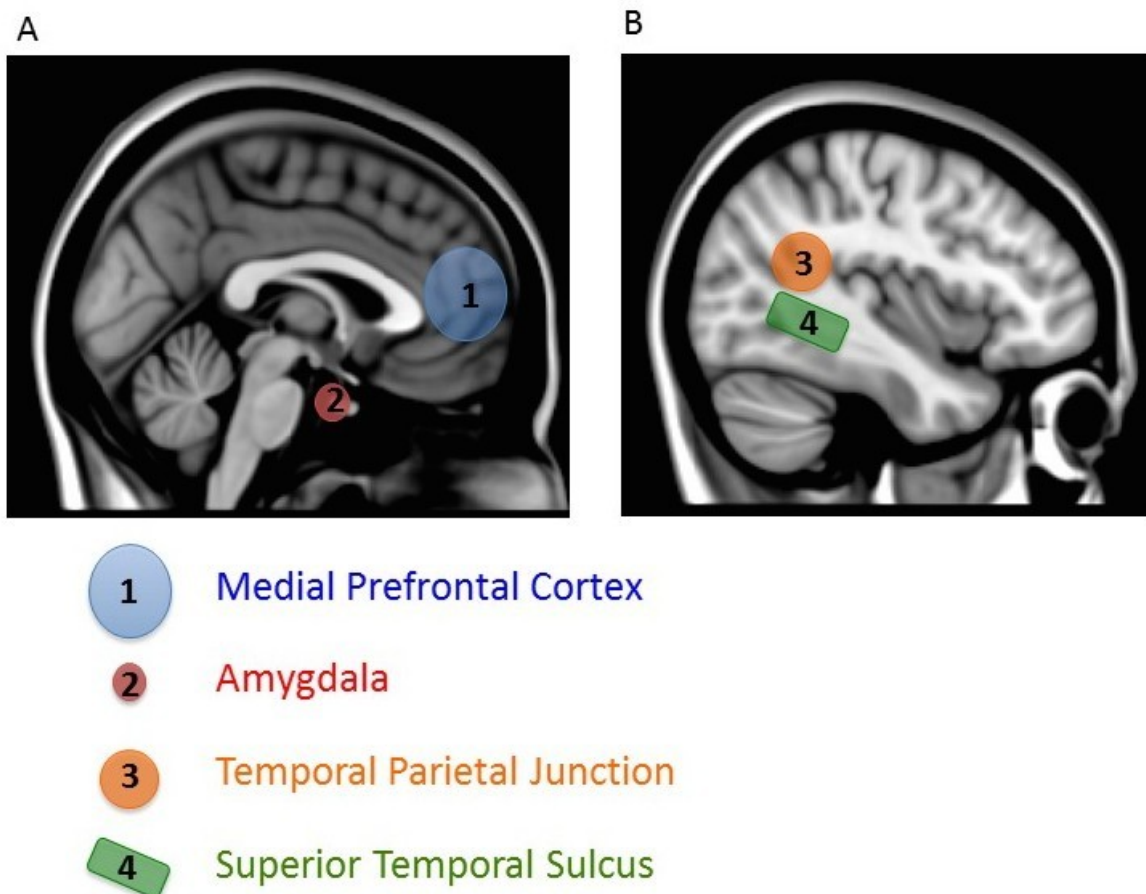 A
B
1
2
3
4
1 Medial Prefrontal Cortex
2 Amygdala
3 Temporal Parietal Junction
4 Superior Temporal Sulcus